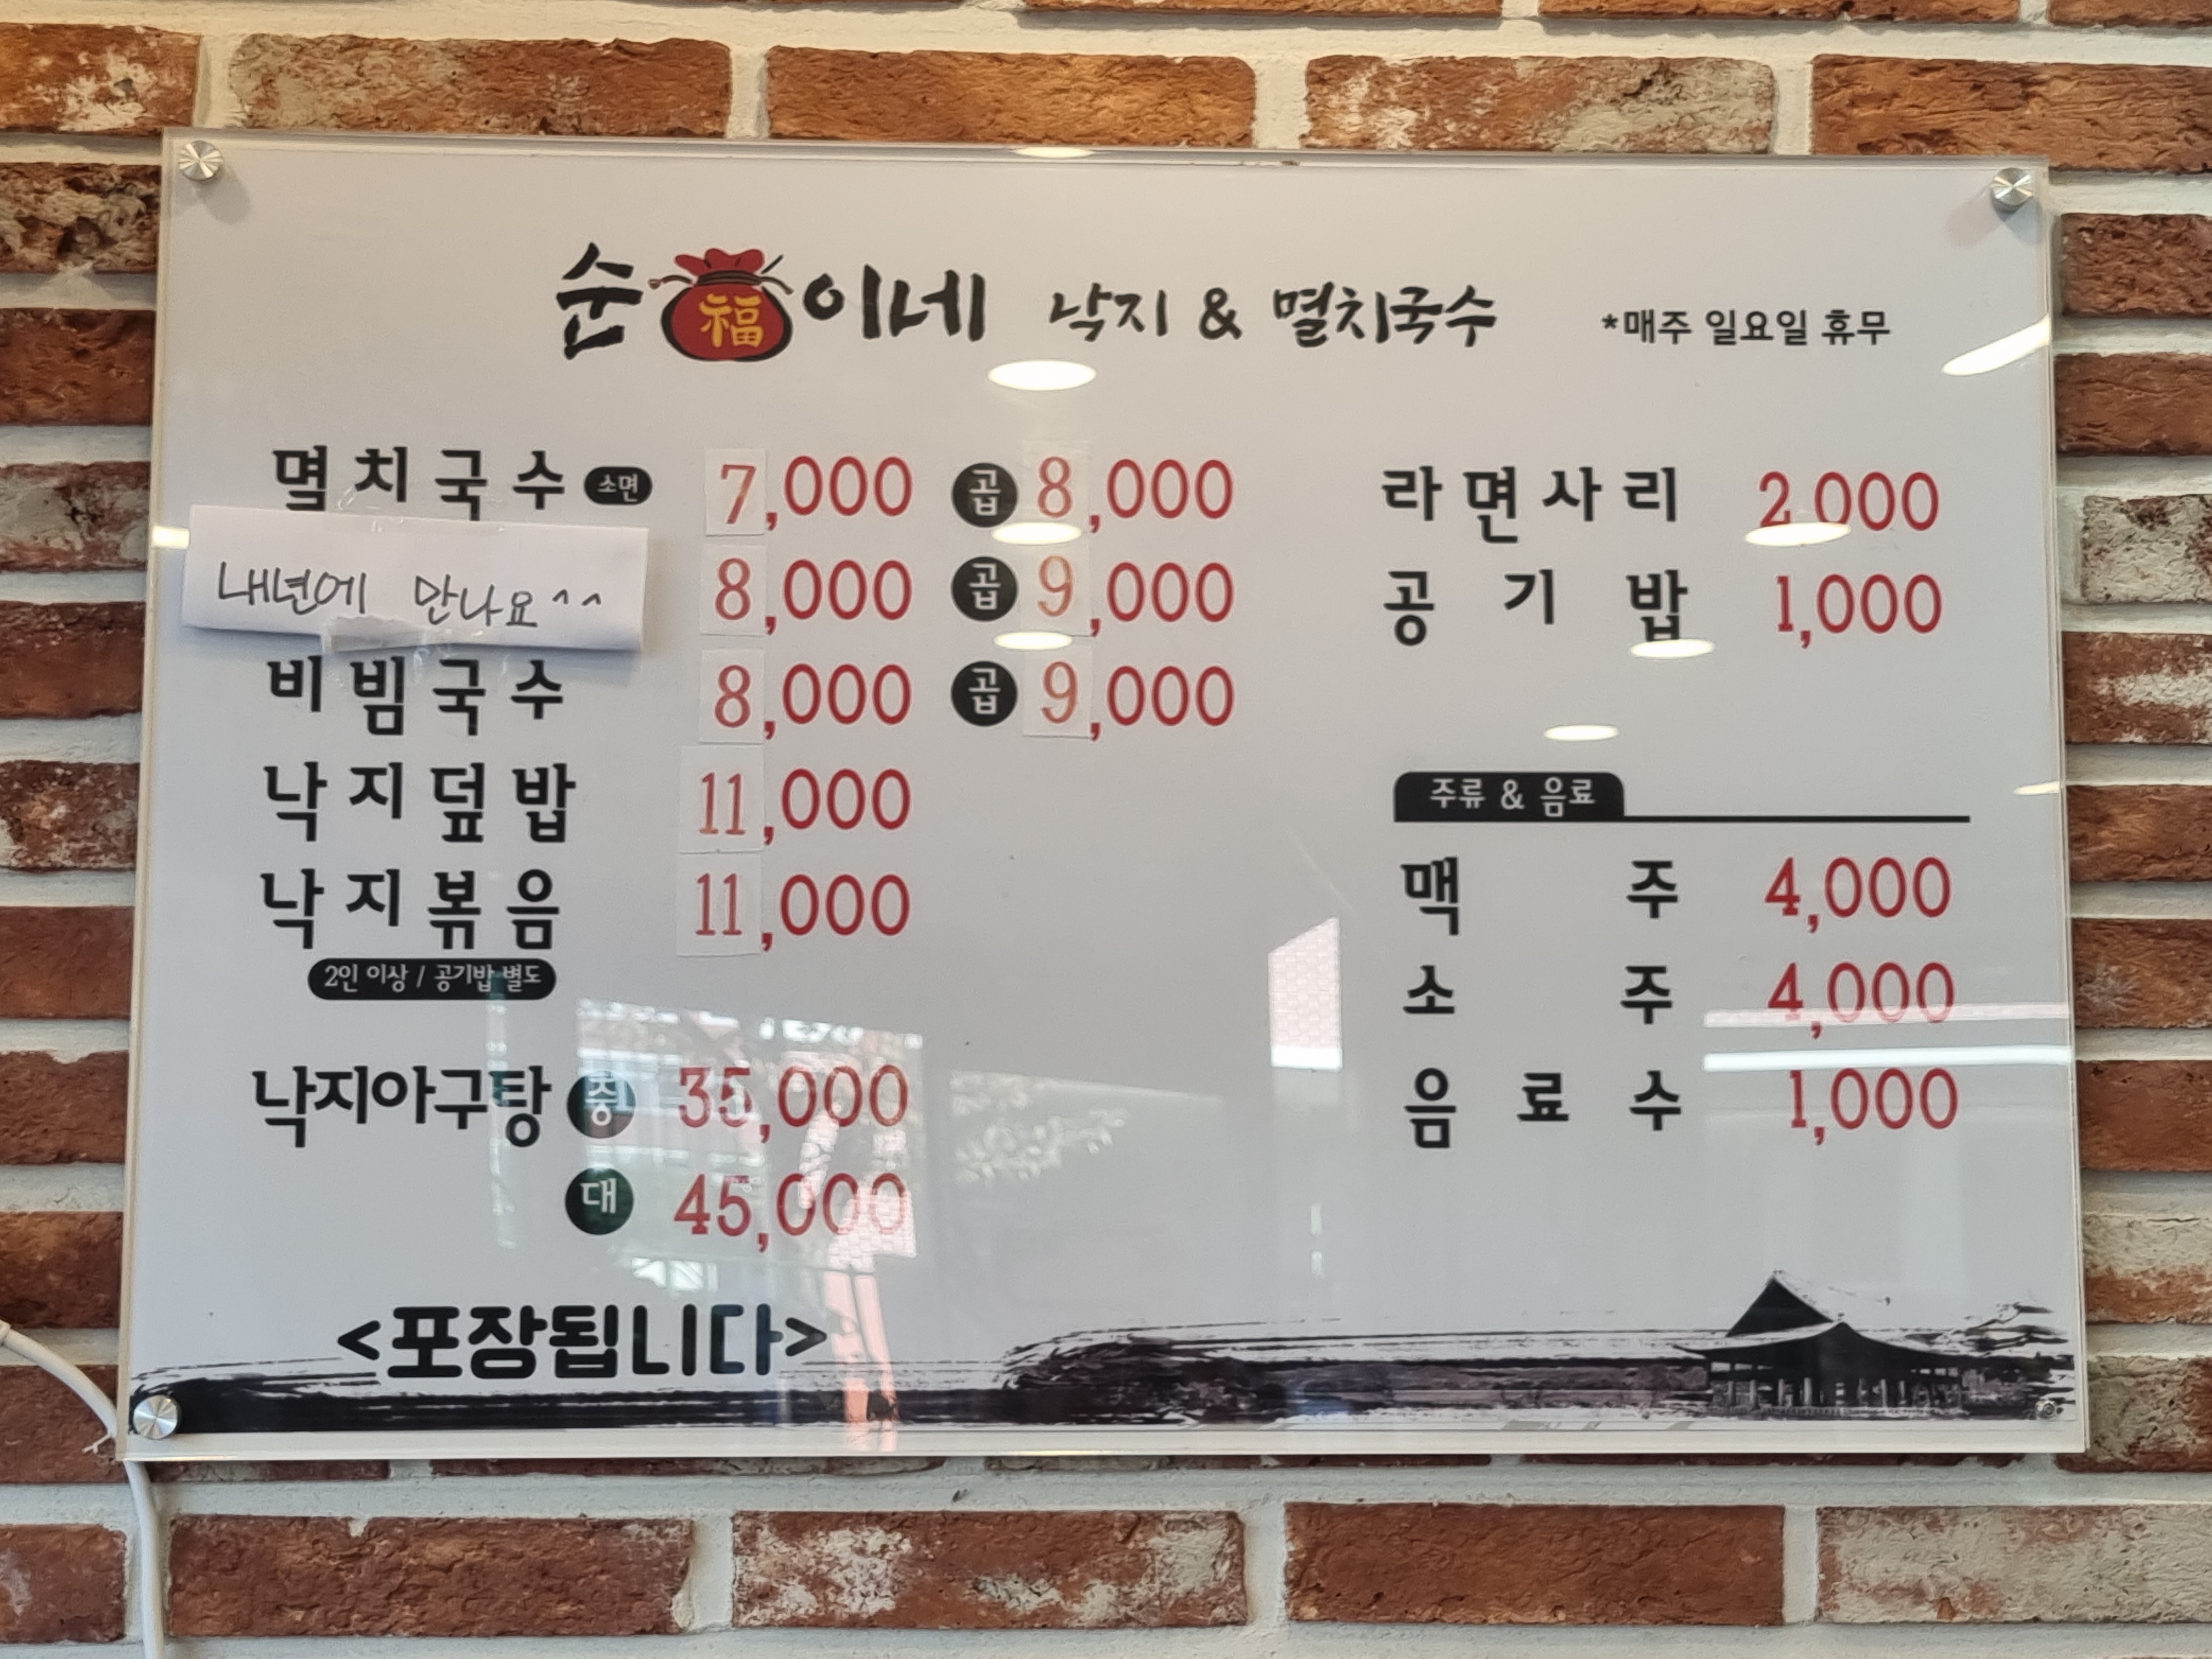 순福이네 낙지 & 멸치국수 *매주 일요일 휴무
멸치국수 소면 7,000 곱 8,000
내년에 만나요^^ 8,000 곱 9,000
비빔국수 8,000 곱 9,000
낙지덮밥 11,000
낙지볶음 11,000
2인 이상 / 공기밥 별도
낙지아구탕 중 35,000
대 45,000
<포장됩니다>
라면사리 2,000
공기밥 1,000
주류 & 음료
맥주 4,000
소주 4,000
음료수 1,000